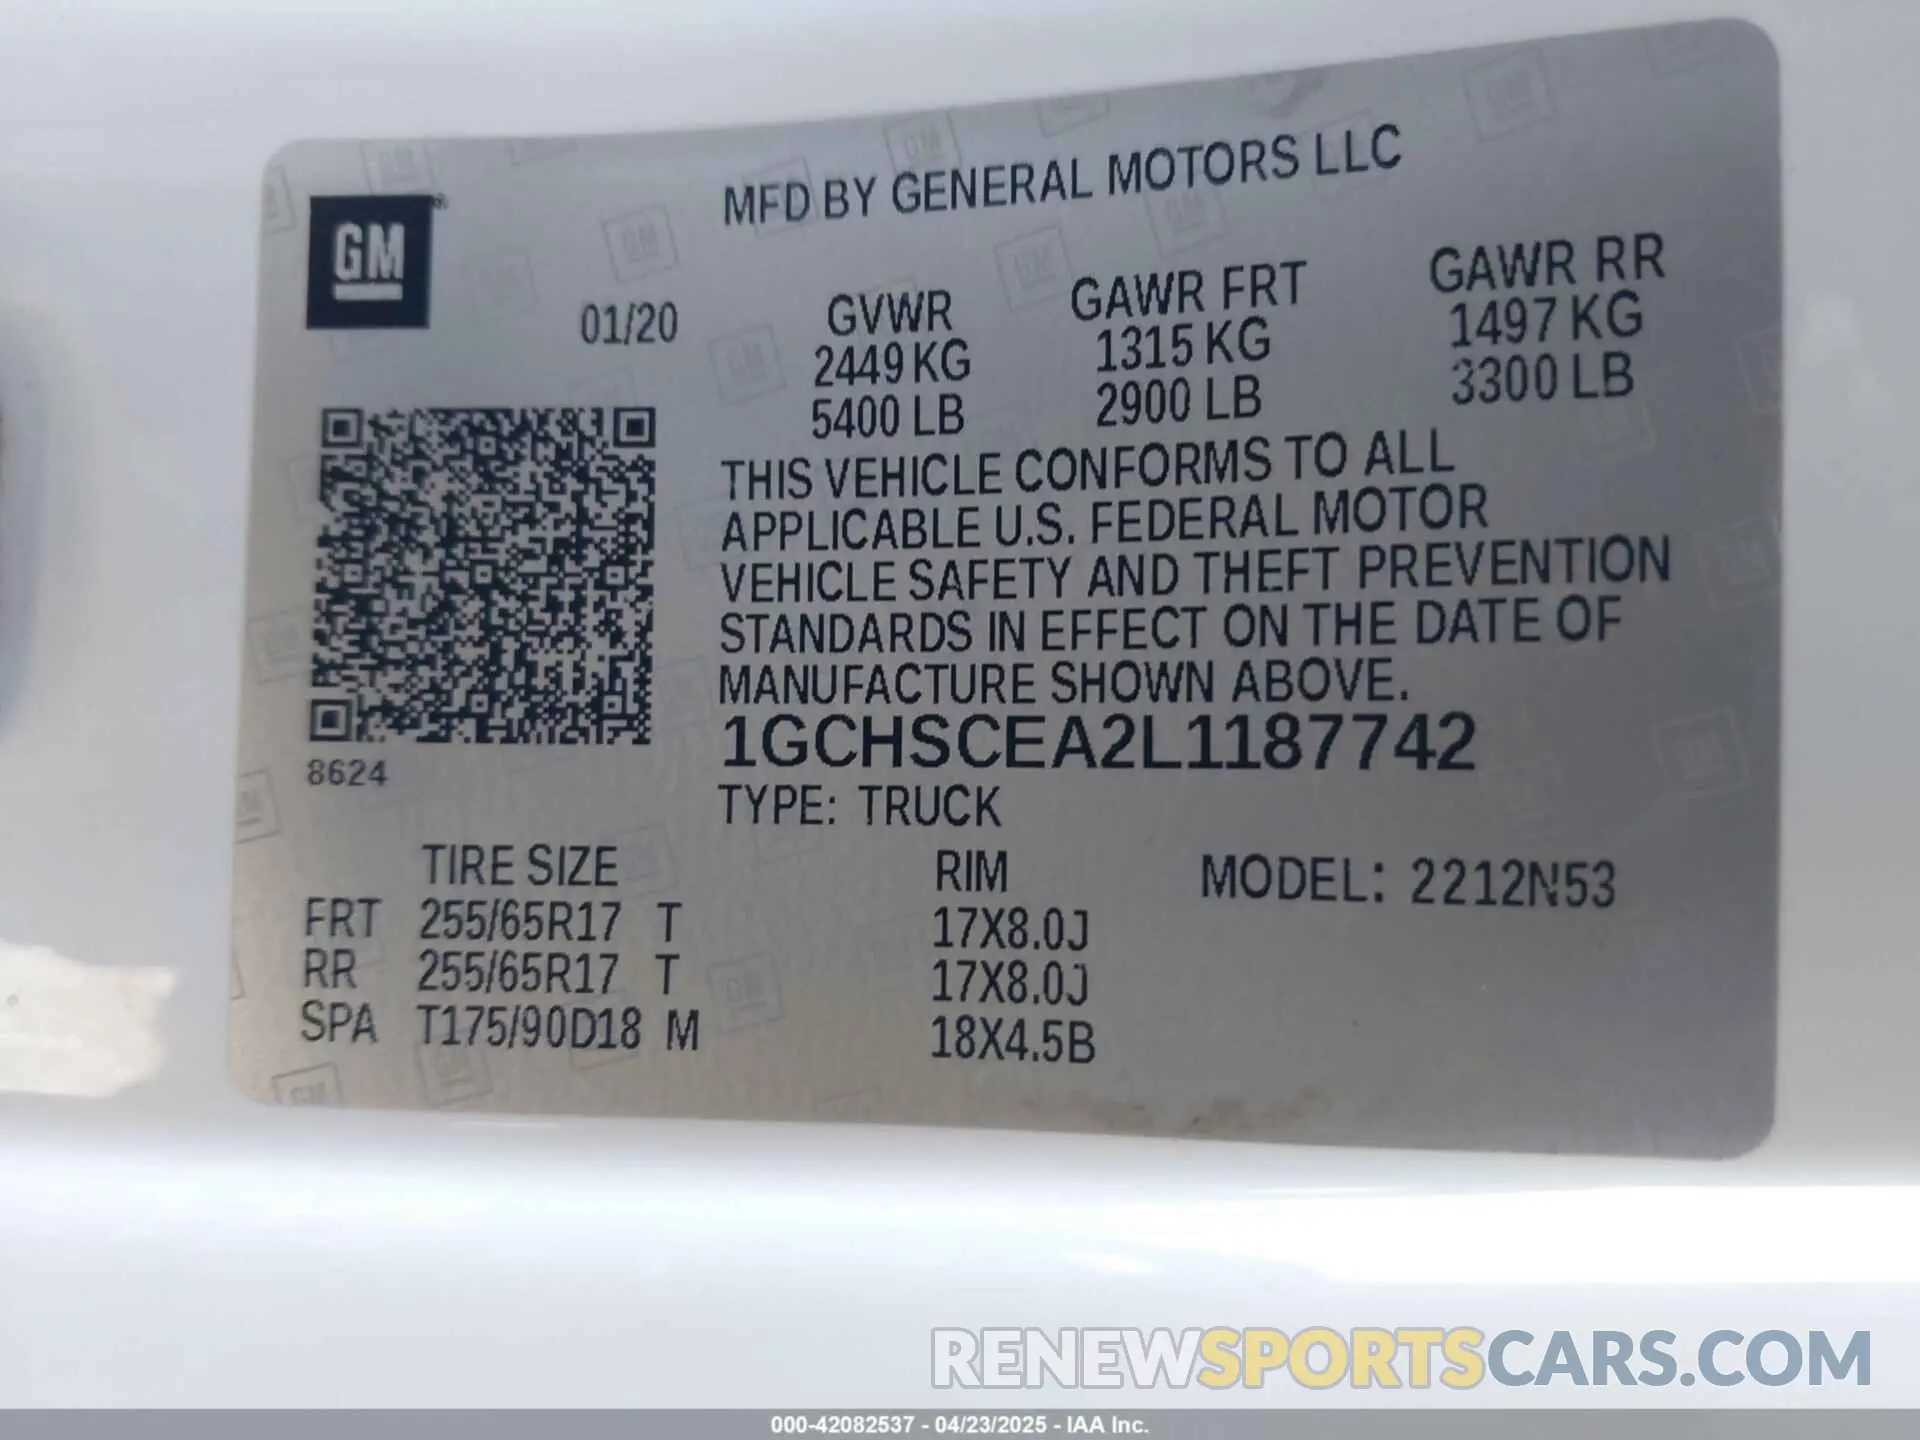 MFD BY GENERAL MOTORS LLC
GM®
01/20
GVWR GAWR FRT GAWR RR
2449 KG 1315 KG 1497 KG
5400 LB 2900 LB 3300 LB
THIS VEHICLE CONFORMS TO ALL
APPLICABLE U.S. FEDERAL MOTOR
VEHICLE SAFETY AND THEFT PREVENTION
STANDARDS IN EFFECT ON THE DATE OF
MANUFACTURE SHOWN ABOVE.
1GCHSCEA2L1187742
8624
TYPE: TRUCK
TIRE SIZE RIM MODEL: 2212N53
FRT 255/65R17 T 17X8.0J
RR 255/65R17 T 17X8.0J
SPA T175/90D18 M 18X4.5B
RENEWSPORTSCARS.COM
000-42082537 - 04/23/2025 - IAA Inc.